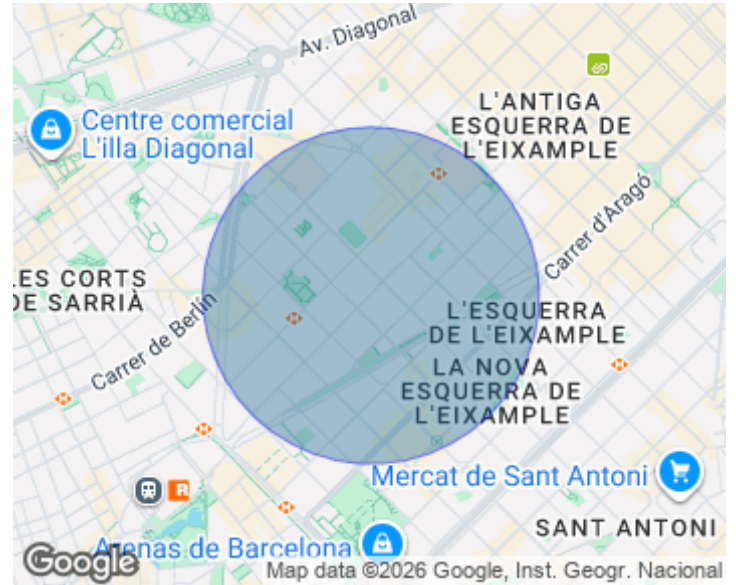 Av. Diagonal
L'ANTIGA
ESQUERRA DE
L'EIXAMPLE
Centre comercial
L'illa Diagonal
Carrer d'Aragó
LES CORTS
DE SARRIÀ
Carrer de Berlín
L'ESQUERRA
DE L'EIXAMPLE
LA NOVA
ESQUERRA DE
L'EIXAMPLE
Mercat de Sant Antoni
R
SANT ANTONI
Arenas de Barcelona
Google
Map data ©2026 Google, Inst. Geogr. Nacional